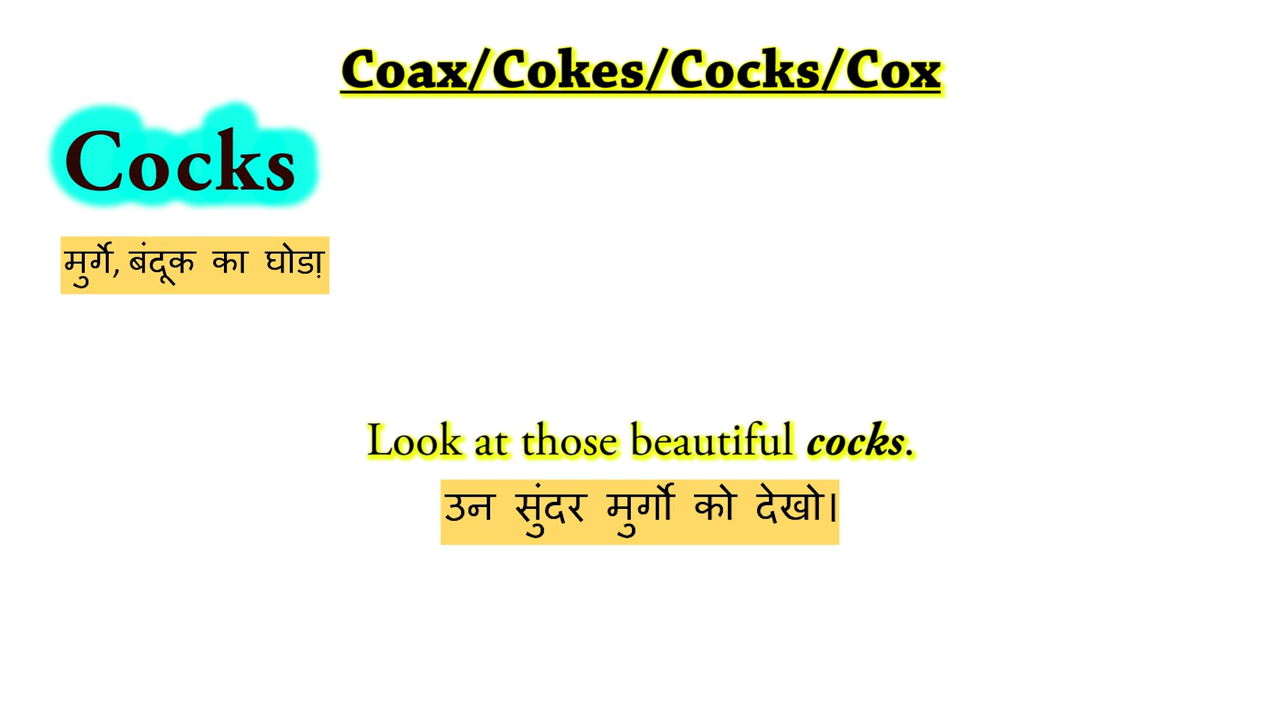 Coax/Cokes/Cocks/Cox
Cocks
मुर्गे, बंदूक का घोडा़
Look at those beautiful cocks.
उन सुंदर मुर्गो को देखो।